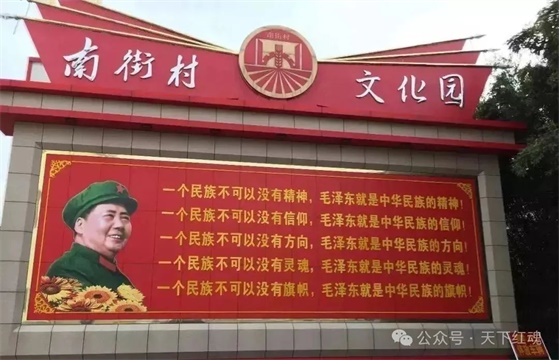 南街村
南街村 文化园
一个民族不可以没有精神，毛泽东就是中华民族的精神！
一个民族不可以没有信仰，毛泽东就是中华民族的信仰！
一个民族不可以没有方向，毛泽东就是中华民族的方向！
一个民族不可以没有灵魂，毛泽东就是中华民族的灵魂！
一个民族不可以没有旗帜，毛泽东就是中华民族的旗帜！
公众号·天下红魂